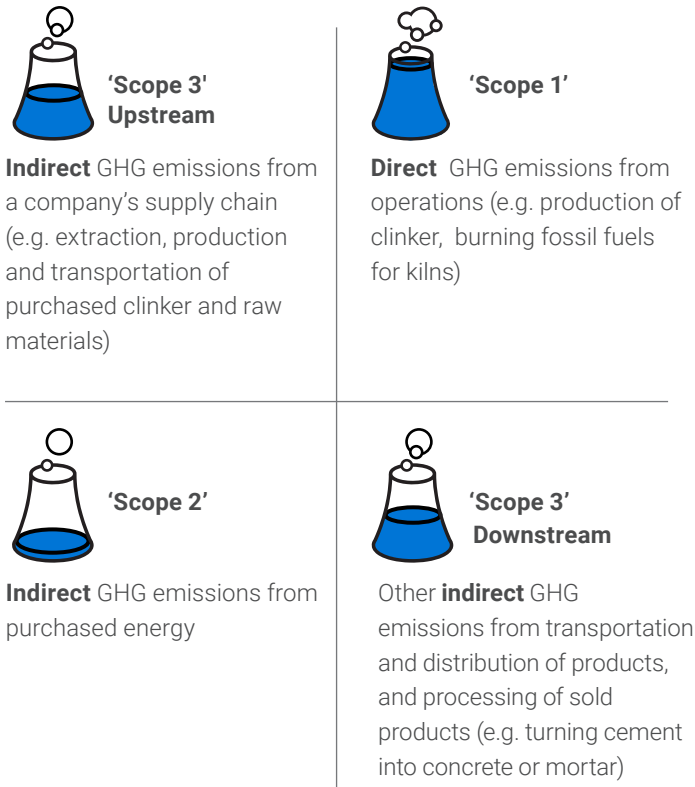 ‘Scope 3'
Upstream
Indirect GHG emissions from
a company’s supply chain
(e.g. extraction, production
and transportation of
purchased clinker and raw
materials)
‘Scope 1’
Direct  GHG emissions from
operations (e.g. production of
clinker,  burning fossil fuels
for kilns)
‘Scope 2’
Indirect GHG emissions from
purchased energy
‘Scope 3’
Downstream
Other indirect GHG
emissions from transportation
and distribution of products,
and processing of sold
products (e.g. turning cement
into concrete or mortar)